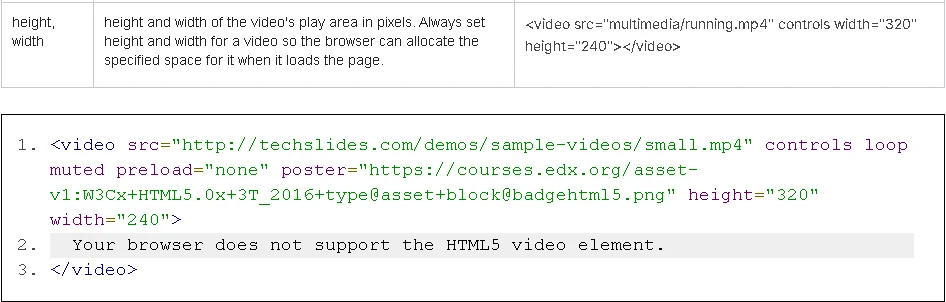 height, width
height and width of the video's play area in pixels. Always set
height and width for a video so the browser can allocate the
specified space for it when it loads the page.
<video src="multimedia/running.mp4" controls width="320"
height="240"></video>
1. <video src="http://techslides.com/demos/sample-videos/small.mp4" controls loop
muted preload="none" poster="https://courses.edx.org/asset-
v1:W3Cx+HTML5.0x+3T_2016+type@asset+block@badgehtml5.png" height="320"
width="240">
2. Your browser does not support the HTML5 video element.
3. </video>